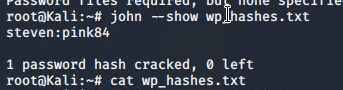 Password files required, but none specifie
root@Kali:~# john --show wp_hashes.txt
steven:pink84
1 password hash cracked, 0 left
root@Kali:~# cat wp_hashes.txt